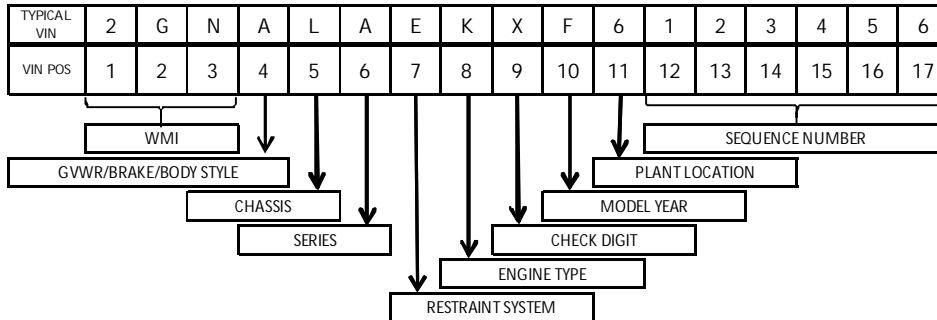 TYPICAL VIN 2 G N A L A E K X F 6 1 2 3 4 5 6
VIN POS 1 2 3 4 5 6 7 8 9 10 11 12 13 14 15 16 17
WMI SEQUENCE NUMBER
GVWR/BRAKE/BODY STYLE PLANT LOCATION
CHASSIS MODEL YEAR
SERIES CHECK DIGIT
ENGINE TYPE
RESTRAINT SYSTEM